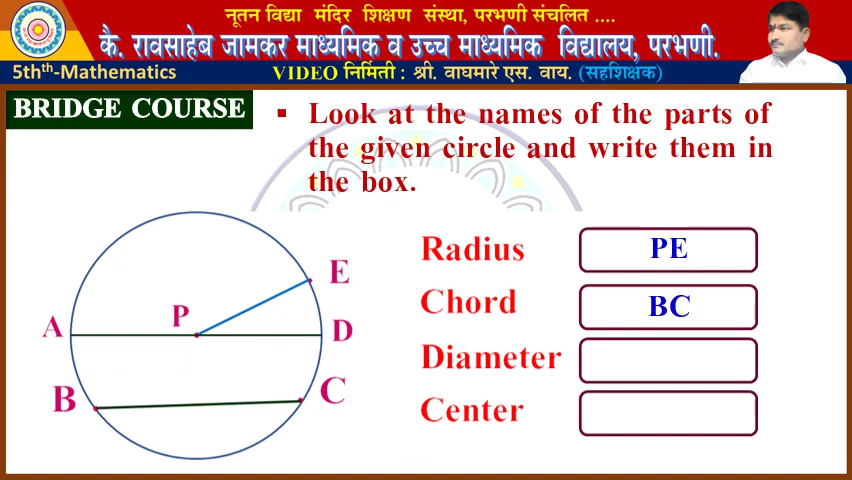 नूतन विद्या मंदिर शिक्षण संस्था, परभणी संचलित ....
कै. रावसाहेब जामकर माध्यमिक व उच्च माध्यमिक विद्यालय, परभणी.
5thth-Mathematics
VIDEO निर्मिती : श्री. वाघमारे एस. वाय. (सहशिक्षक)
BRIDGE COURSE
▪ Look at the names of the parts of
the given circle and write them in
the box.
E
P
A
D
B
C
Radius PE
Chord BC
Diameter
Center